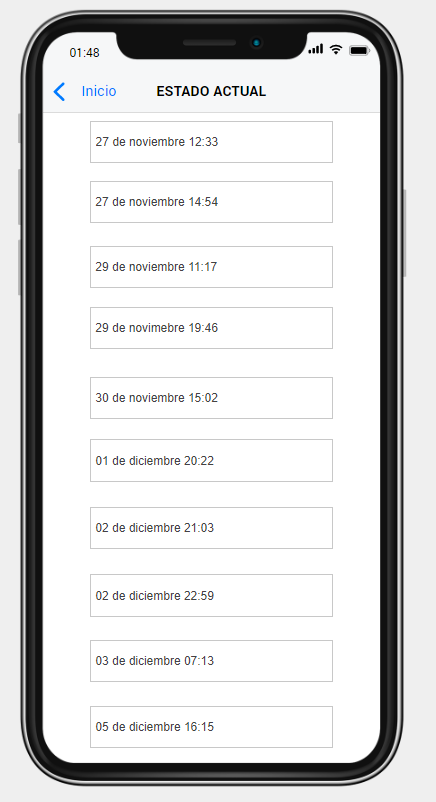 01:48
Inicio ESTADO ACTUAL
27 de noviembre 12:33
27 de noviembre 14:54
29 de noviembre 11:17
29 de novimebre 19:46
30 de noviembre 15:02
01 de diciembre 20:22
02 de diciembre 21:03
02 de diciembre 22:59
03 de diciembre 07:13
05 de diciembre 16:15